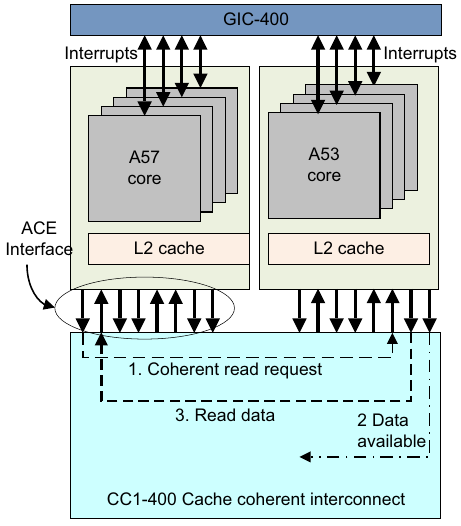 GIC-400
Interrupts
Interrupts
A57
core
A53
core
ACE
Interface
L2 cache
L2 cache
1. Coherent read request
3. Read data
2 Data
available
CC1-400 Cache coherent interconnect